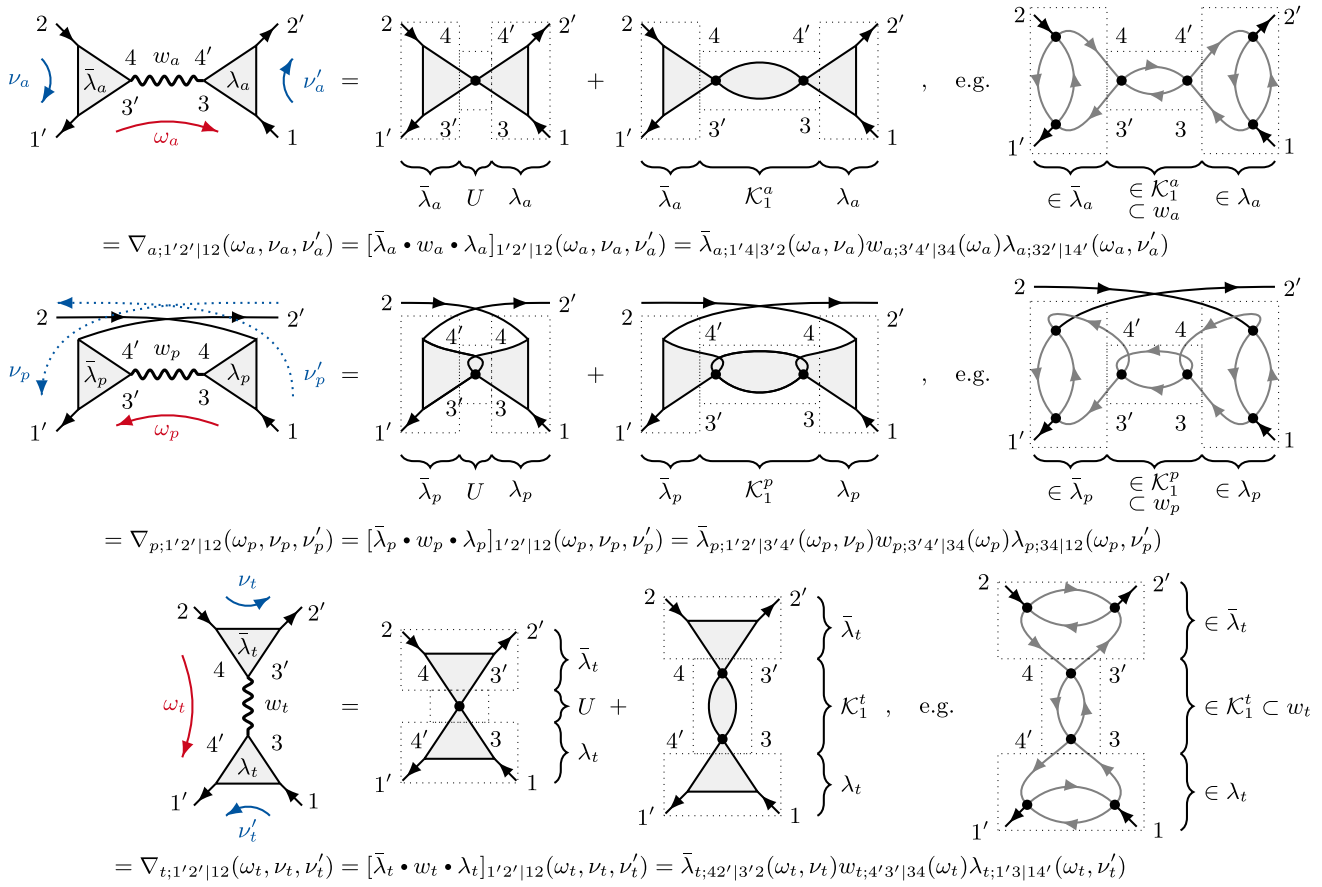 2 4 w_a 4′ 2′ = 2 4 4′ 2′ + 2 4 4′ 2′ , e.g. 2 4 4′ 2′
ν_a λ̄_a λ_a ν′_a
1′ 3′ 3 1 1′ 3′ 3 1 1′ 3′ 3 1 1′ 3′ 3 1
ω_a
λ̄_a U λ_a λ̄_a 𝒦₁ᵃ λ_a ∈ λ̄_a ∈ 𝒦₁ᵃ ⊂ w_a ∈ λ_a
= ∇_{a;1′2′|12}(ω_a, ν_a, ν′_a) = [λ̄_a • w_a • λ_a]_{1′2′|12}(ω_a, ν_a, ν′_a) = λ̄_{a;1′4|3′2}(ω_a, ν_a)w_{a;3′4′|34}(ω_a)λ_{a;32′|14′}(ω_a, ν′_a)
2 4′ w_p 4 2′ = 2 4′ 4 2′ + 2 4′ 4 2′ , e.g. 2 4′ 4 2′
ν_p λ̄_p λ_p ν′_p
1′ 3′ 3 1 1′ 3′ 3 1 1′ 3′ 3 1 1′ 3′ 3 1
ω_p
λ̄_p U λ_p λ̄_p 𝒦₁ᵖ λ_p ∈ λ̄_p ∈ 𝒦₁ᵖ ⊂ w_p ∈ λ_p
= ∇_{p;1′2′|12}(ω_p, ν_p, ν′_p) = [λ̄_p • w_p • λ_p]_{1′2′|12}(ω_p, ν_p, ν′_p) = λ̄_{p;1′2′|3′4′}(ω_p, ν_p)w_{p;3′4′|34}(ω_p)λ_{p;34|12}(ω_p, ν′_p)
ν_t
2 2′ 2 2′ 2 2′ 2 2′
λ̄_t λ̄_t λ̄_t ∈ λ̄_t
4 3′ 4 3′ 4 3′ 4 3′
ω_t w_t = U + 𝒦₁ᵗ , e.g. ∈ 𝒦₁ᵗ ⊂ w_t
4′ 3 4′ 3 4′ 3 4′ 3
λ_t λ_t λ_t ∈ λ_t
1′ 1 1′ 1 1′ 1 1′ 1
ν′_t
= ∇_{t;1′2′|12}(ω_t, ν_t, ν′_t) = [λ̄_t • w_t • λ_t]_{1′2′|12}(ω_t, ν_t, ν′_t) = λ̄_{t;42′|3′2}(ω_t, ν_t)w_{t;4′3′|34}(ω_t)λ_{t;1′3|14′}(ω_t, ν′_t)